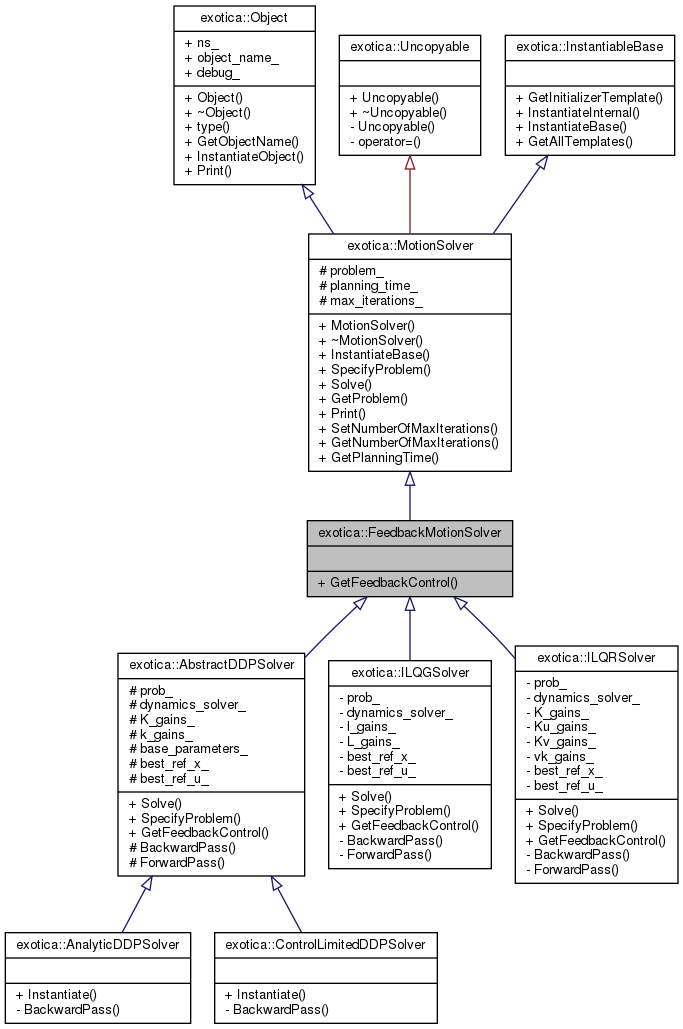 exotica::Object
+ ns_
+ object_name_
+ debug_
+ Object()
+ ~Object()
+ type()
+ GetObjectName()
+ InstantiateObject()
+ Print()
exotica::Uncopyable
+ Uncopyable()
+ ~Uncopyable()
- Uncopyable()
- operator=()
exotica::InstantiableBase
+ GetInitializerTemplate()
+ InstantiateInternal()
+ InstantiateBase()
+ GetAllTemplates()
exotica::MotionSolver
# problem_
# planning_time_
# max_iterations_
+ MotionSolver()
+ ~MotionSolver()
+ InstantiateBase()
+ SpecifyProblem()
+ Solve()
+ GetProblem()
+ Print()
+ SetNumberOfMaxIterations()
+ GetNumberOfMaxIterations()
+ GetPlanningTime()
exotica::FeedbackMotionSolver
+ GetFeedbackControl()
exotica::AbstractDDPSolver
# prob_
# dynamics_solver_
# K_gains_
# k_gains_
# base_parameters_
# best_ref_x_
# best_ref_u_
+ Solve()
+ SpecifyProblem()
+ GetFeedbackControl()
# BackwardPass()
# ForwardPass()
exotica::ILQGSolver
- prob_
- dynamics_solver_
- l_gains_
- L_gains_
- best_ref_x_
- best_ref_u_
+ Solve()
+ SpecifyProblem()
+ GetFeedbackControl()
- BackwardPass()
- ForwardPass()
exotica::ILQRSolver
- prob_
- dynamics_solver_
- K_gains_
- Ku_gains_
- Kv_gains_
- vk_gains_
- best_ref_x_
- best_ref_u_
+ Solve()
+ SpecifyProblem()
+ GetFeedbackControl()
- BackwardPass()
- ForwardPass()
exotica::AnalyticDDPSolver
+ Instantiate()
- BackwardPass()
exotica::ControlLimitedDDPSolver
+ Instantiate()
- BackwardPass()